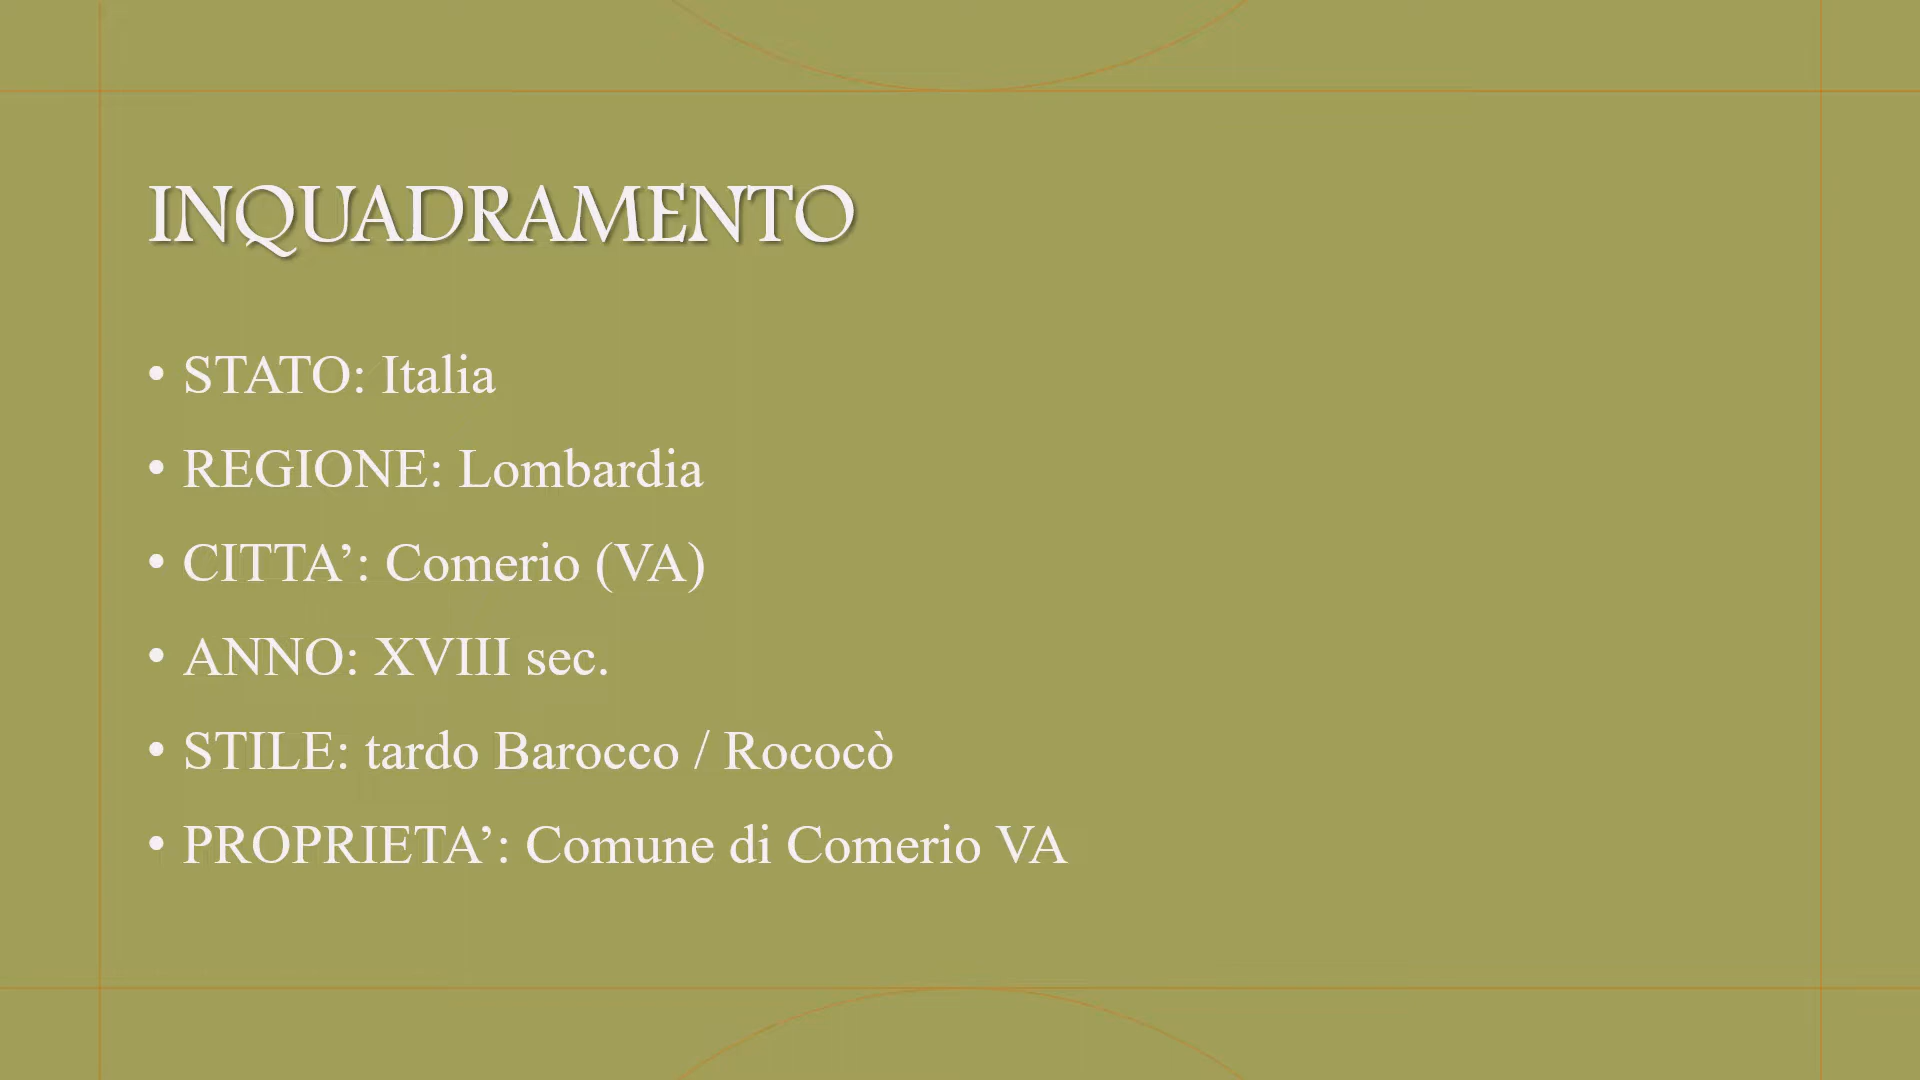 INQUADRAMENTO
• STATO: Italia
• REGIONE: Lombardia
• CITTA’: Comerio (VA)
• ANNO: XVIII sec.
• STILE: tardo Barocco / Rococò
• PROPRIETA’: Comune di Comerio VA